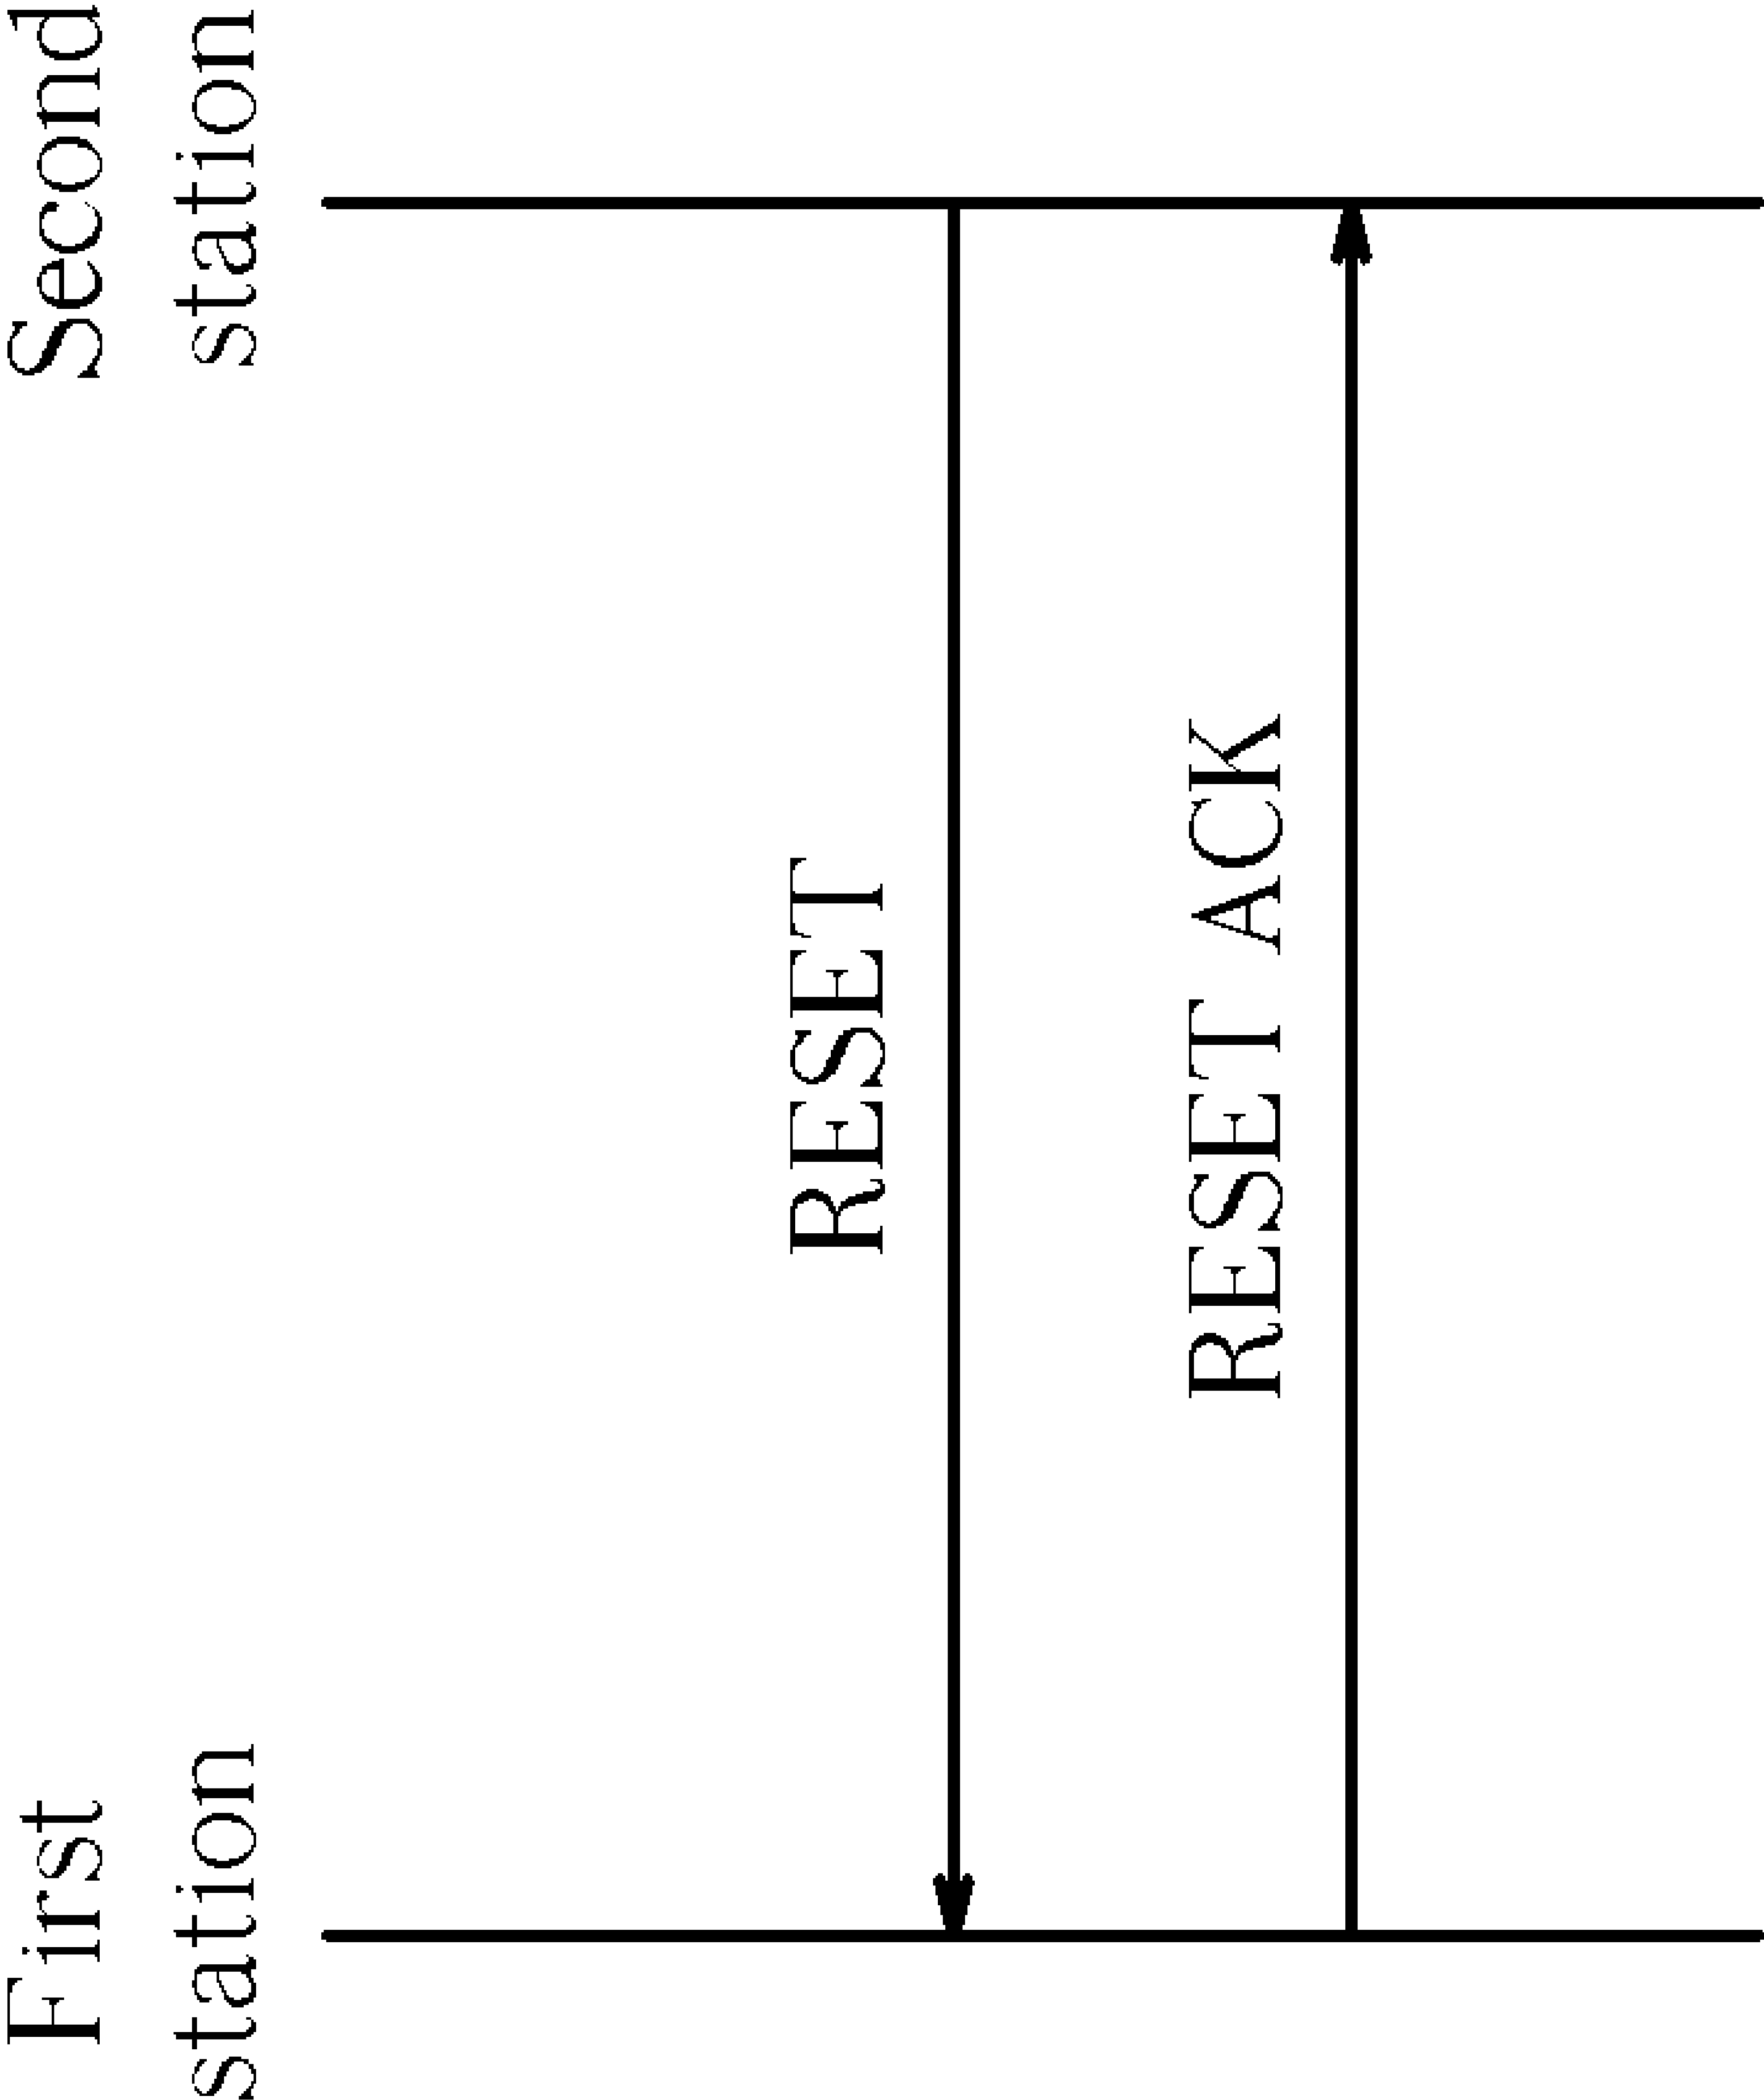 First
station
Second
station
RESET
RESET ACK